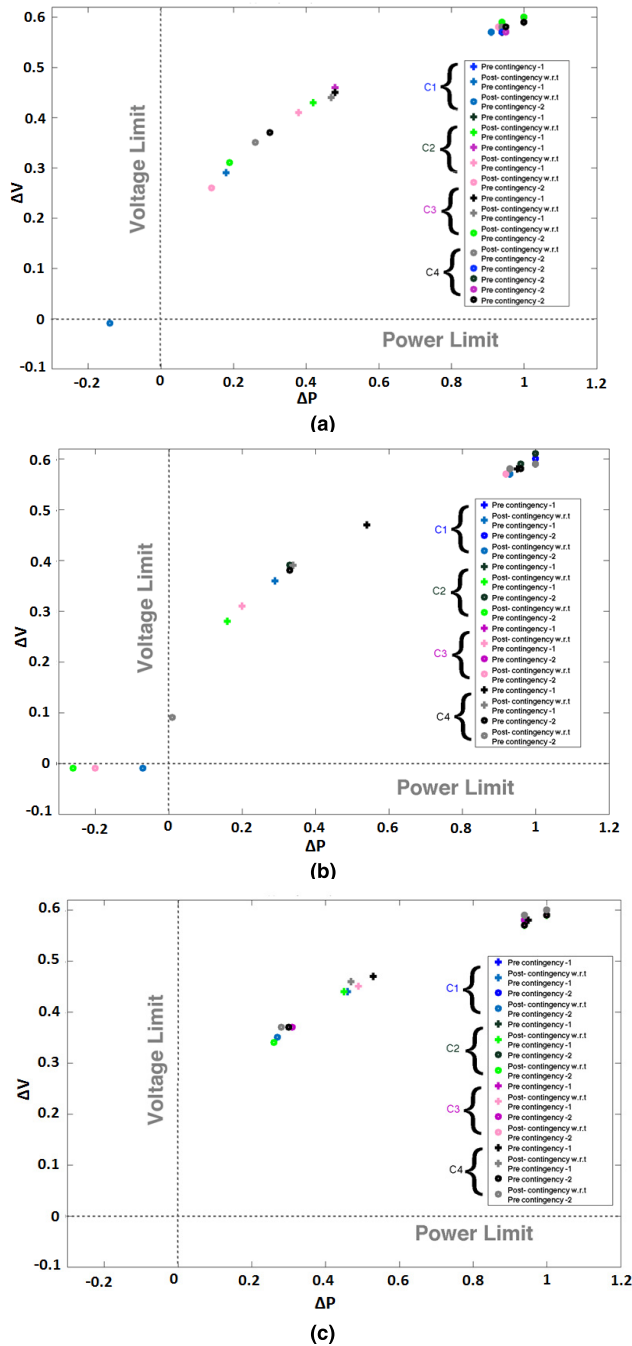 0.6
0.5
0.4
0.3
0.2
0.1
0
-0.1
ΔV
Voltage Limit
Power Limit
C1
C2
C3
C4
Pre contingency -1
Post- contingency w.r.t
Pre contingency -1
Post- contingency w.r.t
Pre contingency -2
Pre contingency -1
Post- contingency w.r.t
Pre contingency -1
Pre contingency -1
Post- contingency w.r.t
Pre contingency -1
Post- contingency w.r.t
Pre contingency -2
Pre contingency -1
Post- contingency w.r.t
Pre contingency -1
Post- contingency w.r.t
Pre contingency -2
Post- contingency w.r.t
Pre contingency -2
Pre contingency -2
Pre contingency -2
Pre contingency -2
Pre contingency -2
-0.2 0 0.2 0.4 0.6 0.8 1 1.2
ΔP
(a)
0.6
0.5
0.4
0.3
0.2
0.1
0
-0.1
ΔV
Voltage Limit
Power Limit
C1
C2
C3
C4
Pre contingency -1
Post- contingency w.r.t
Pre contingency -1
Pre contingency -2
Post- contingency w.r.t
Pre contingency -2
Pre contingency -1
Post- contingency w.r.t
Pre contingency -1
Pre contingency -2
Post- contingency w.r.t
Pre contingency -2
Pre contingency -1
Post- contingency w.r.t
Pre contingency -1
Pre contingency -2
Post- contingency w.r.t
Pre contingency -2
Pre contingency -1
Post- contingency w.r.t
Pre contingency -1
Pre contingency -2
Post- contingency w.r.t
Pre contingency -2
-0.2 0 0.2 0.4 0.6 0.8 1 1.2
ΔP
(b)
0.6
0.5
0.4
0.3
0.2
0.1
0
-0.1
ΔV
Voltage Limit
Power Limit
C1
C2
C3
C4
Pre contingency -1
Post- contingency w.r.t
Pre contingency -1
Pre contingency -2
Post- contingency w.r.t
Pre contingency -2
Pre contingency -1
Post- contingency w.r.t
Pre contingency -1
Pre contingency -2
Post- contingency w.r.t
Pre contingency -2
Pre contingency -1
Post- contingency w.r.t
Pre contingency -1
Pre contingency -2
Post- contingency w.r.t
Pre contingency -2
Pre contingency -1
Post- contingency w.r.t
Pre contingency -1
Pre contingency -2
Post- contingency w.r.t
Pre contingency -2
-0.2 0 0.2 0.4 0.6 0.8 1 1.2
ΔP
(c)